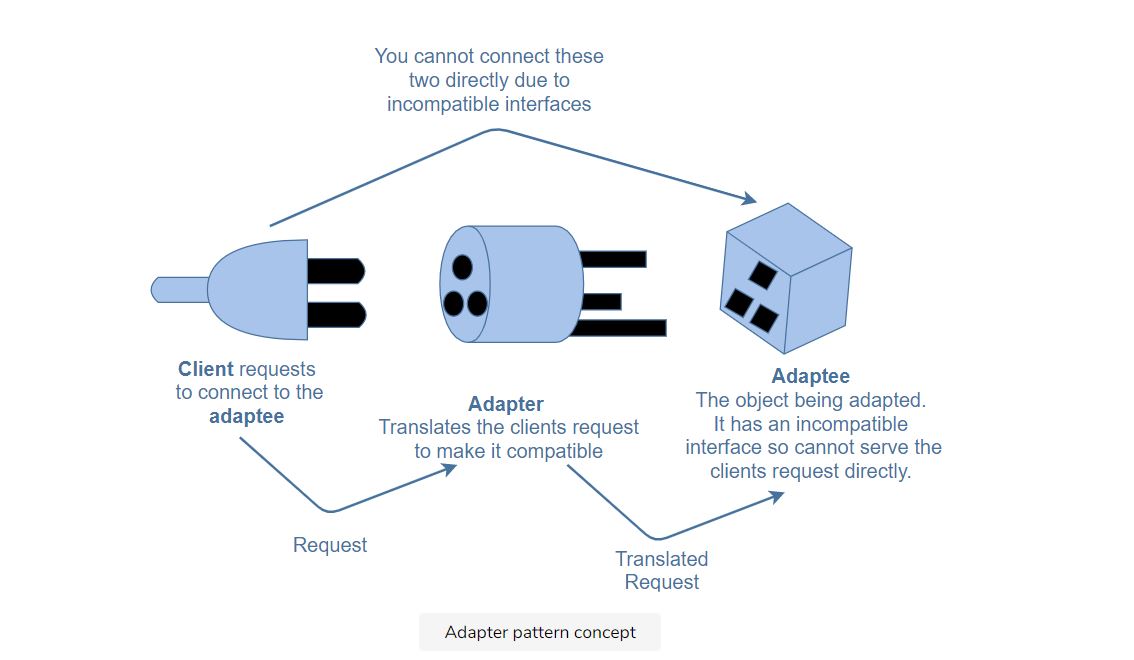 You cannot connect these
two directly due to
incompatible interfaces
Client requests
to connect to the
adaptee
Adapter
Translates the clients request
to make it compatible
Adaptee
The object being adapted.
It has an incompatible
interface so cannot serve the
clients request directly.
Request
Translated
Request
Adapter pattern concept